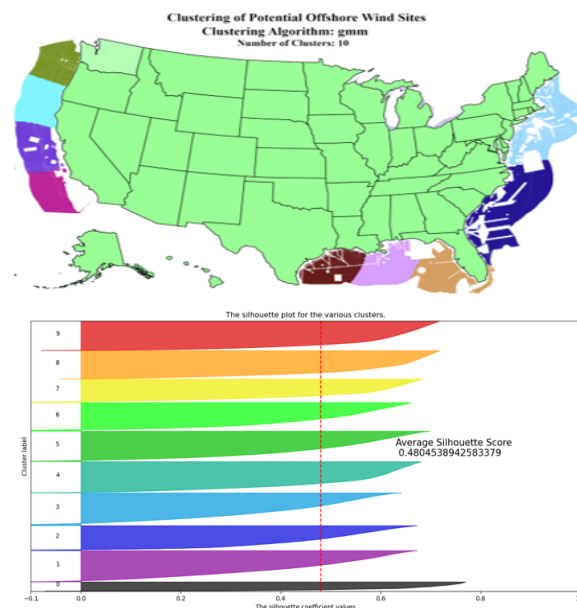 Clustering of Potential Offshore Wind Sites
Clustering Algorithm: gmm
Number of Clusters: 10
The silhouette plot for the various clusters.
9
8
7
6
5
Average Silhouette Score
0.4804538942583379
4
3
2
1
0
Cluster label
-0.1 0.0 0.2 0.4 0.6 0.8
The silhouette coefficient values